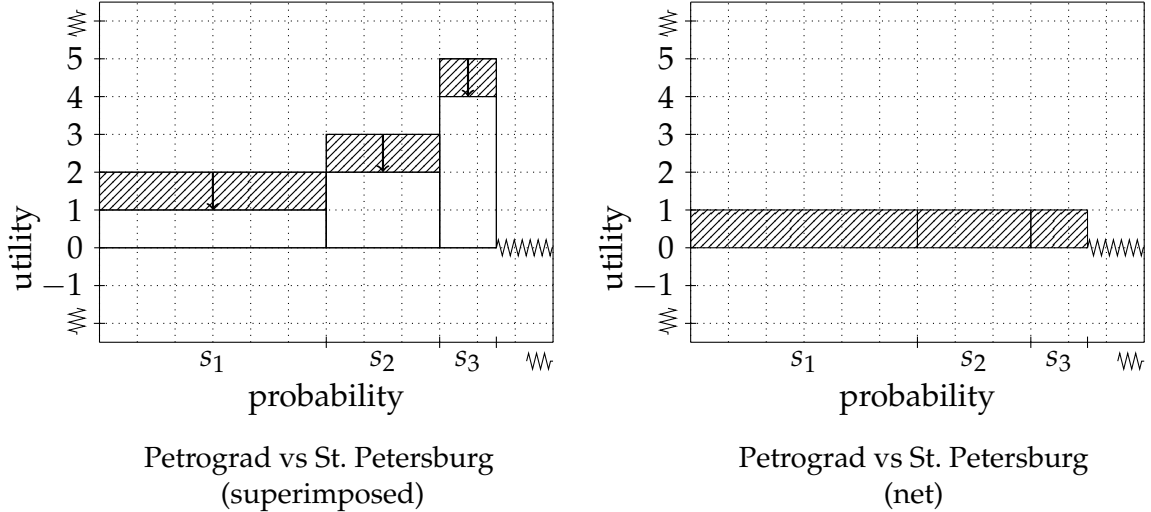 5
4
3
2
1
0
−1
utility
s1 s2 s3
probability
Petrograd vs St. Petersburg
(superimposed)
5
4
3
2
1
0
−1
utility
s1 s2 s3
probability
Petrograd vs St. Petersburg
(net)